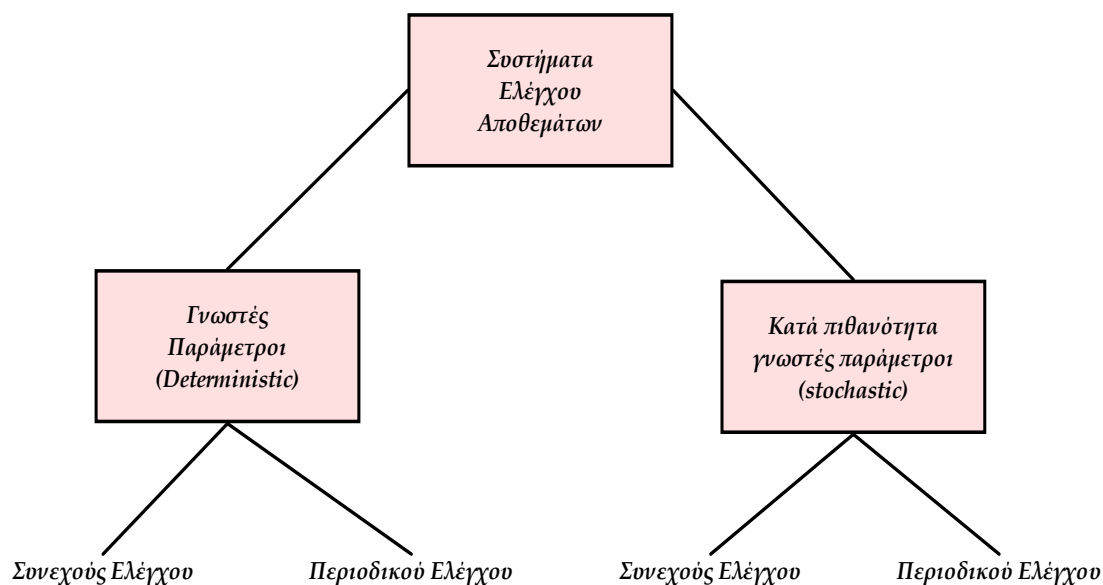 Συστήματα
Ελέγχου
Αποθεμάτων
Γνωστές
Παράμετροι
(Deterministic)
Κατά πιθανότητα
γνωστές παράμετροι
(stochastic)
Συνεχούς Ελέγχου
Περιοδικού Ελέγχου
Συνεχούς Ελέγχου
Περιοδικού Ελέγχου